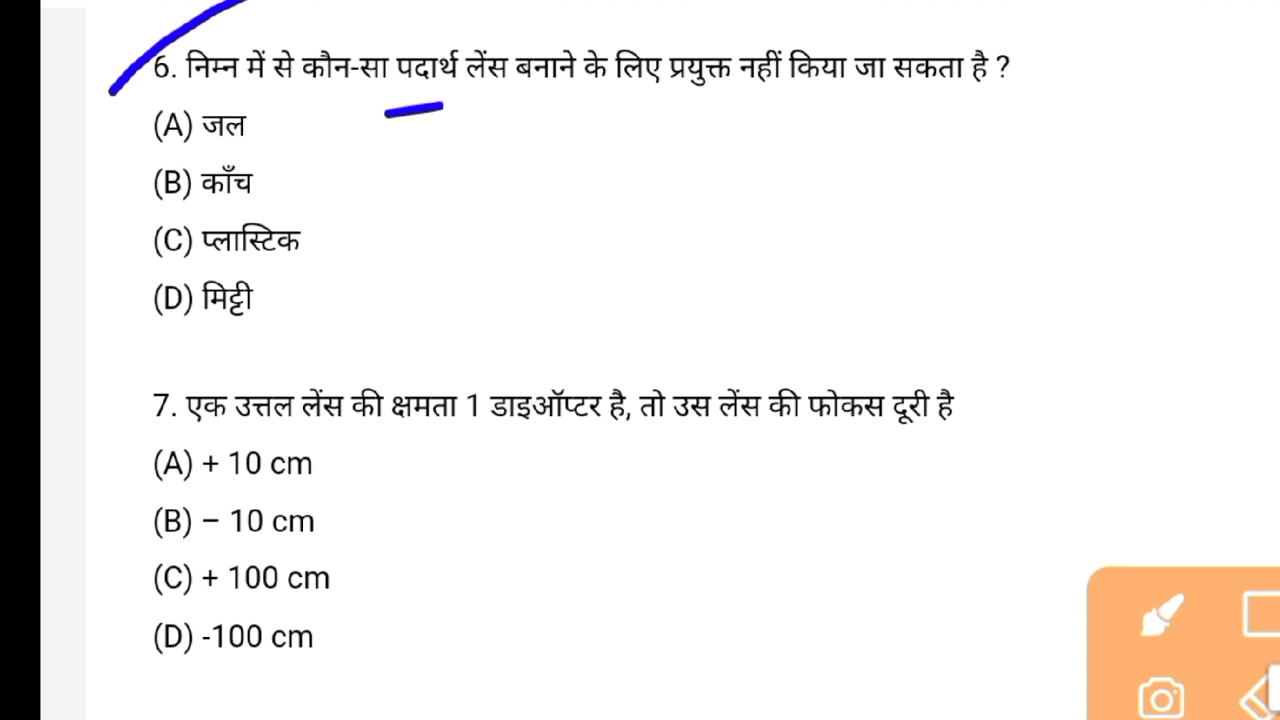 6. निम्न में से कौन-सा पदार्थ लेंस बनाने के लिए प्रयुक्त नहीं किया जा सकता है ?
(A) जल
(B) काँच
(C) प्लास्टिक
(D) मिट्टी
7. एक उत्तल लेंस की क्षमता 1 डाइऑप्टर है, तो उस लेंस की फोकस दूरी है
(A) + 10 cm
(B) – 10 cm
(C) + 100 cm
(D) -100 cm